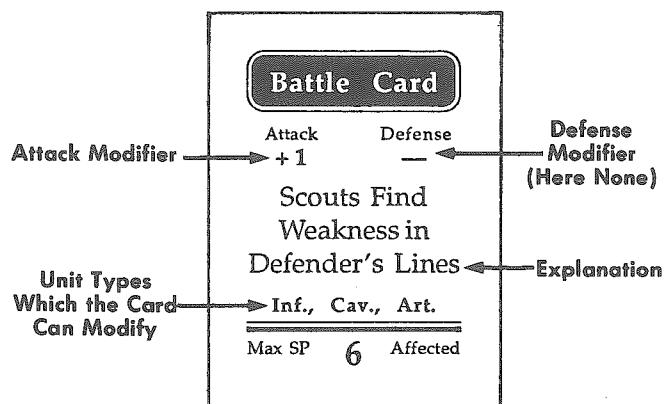 Battle Card
Attack Defense
+1 —
Attack Modifier
Defense
Modifier
(Here None)
Scouts Find
Weakness in
Defender's Lines
Explanation
Unit Types
Which the Card
Can Modify
Inf., Cav., Art.
Max SP 6 Affected